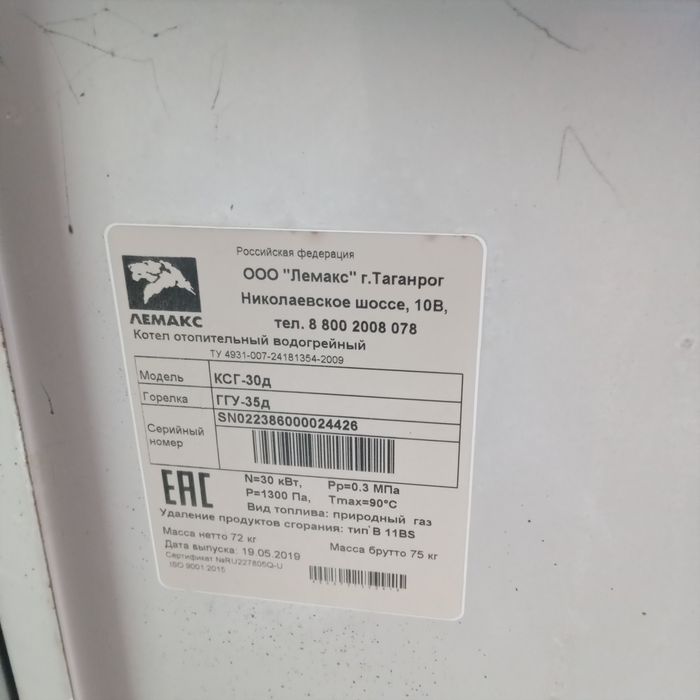 Российская федерация
ООО "Лемакс" г.Таганрог
Николаевское шоссе, 10В,
тел. 8 800 2008 078
ЛЕМАКС
Котел отопительный водогрейный
ТУ 4931-007-24181354-2009
Модель КСГ-30д
Горелка ГГУ-35д
Серийный номер SN022386000024426
EAC
N=30 кВт, Рр=0.3 МПа
Р=1300 Па, Tmax=90°С
Вид топлива: природный газ
Удаление продуктов сгорания: тип В 11BS
Масса нетто 72 кг Масса брутто 75 кг
Дата выпуска: 19.05.2019
Сертификат №RU227805Q-U
ISO 9001:2015